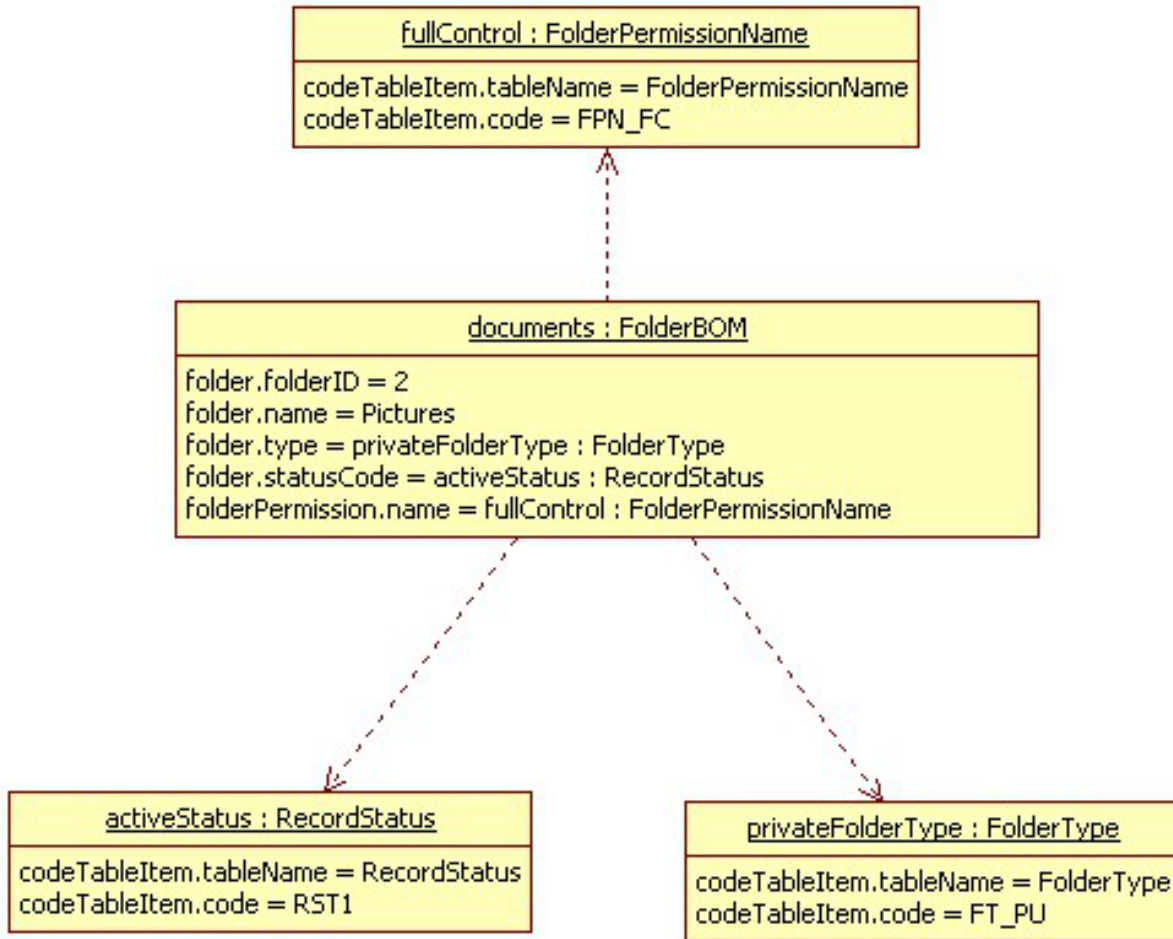 fullControl : FolderPermissionName
codeTableItem.tableName = FolderPermissionName
codeTableItem.code = FPN_FC
documents : FolderBOM
folder.folderID = 2
folder.name = Pictures
folder.type = privateFolderType : FolderType
folder.statusCode = activeStatus : RecordStatus
folderPermission.name = fullControl : FolderPermissionName
activeStatus : RecordStatus
codeTableItem.tableName = RecordStatus
codeTableItem.code = RST1
privateFolderType : FolderType
codeTableItem.tableName = FolderType
codeTableItem.code = FT_PU